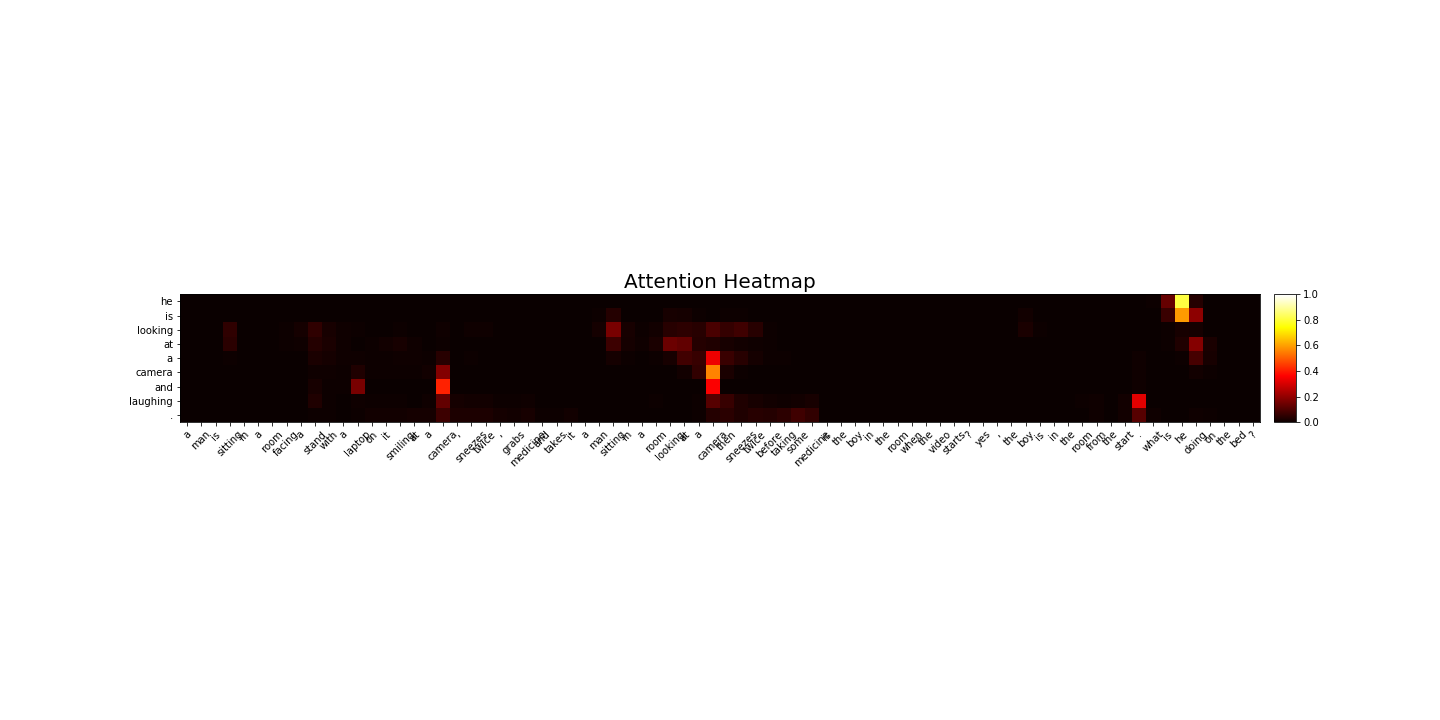 Attention Heatmap
he
is
looking
at
a
camera
and
laughing
.
a man is sitting in a room facing a stand with a laptop on it smiling at a camera , sneezes twice , grabs medicine and takes it a man sitting in a room looking at a camera then sneezes twice before taking some medicine is the boy in the room when the video starts ? yes , the boy is in the room from the start . what is he doing on the bed ?
1.0
0.8
0.6
0.4
0.2
0.0